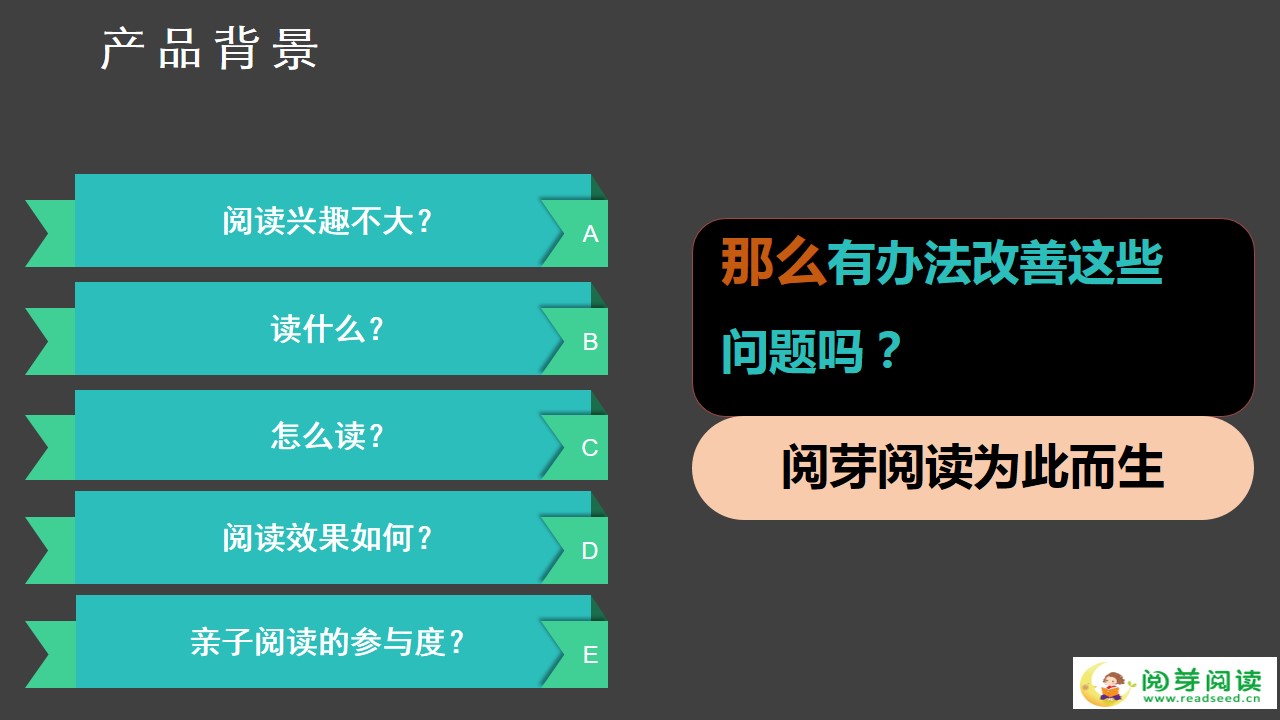 产品背景
阅读兴趣不大?
A
读什么?
B
怎么读?
C
阅读效果如何?
D
亲子阅读的参与度?
E
那么有办法改善这些
问题吗？
阅芽阅读为此而生
阅芽阅读
www.readseed.cn